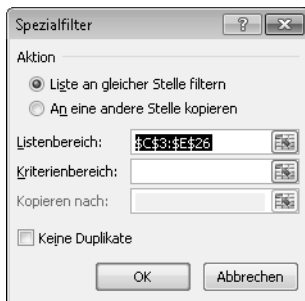 Spezialfilter
Aktion
Liste an gleicher Stelle filtern
An eine andere Stelle kopieren
Listenbereich: $C$3:$E$26
Kriterienbereich:
Kopieren nach:
Keine Duplikate
OK Abbrechen